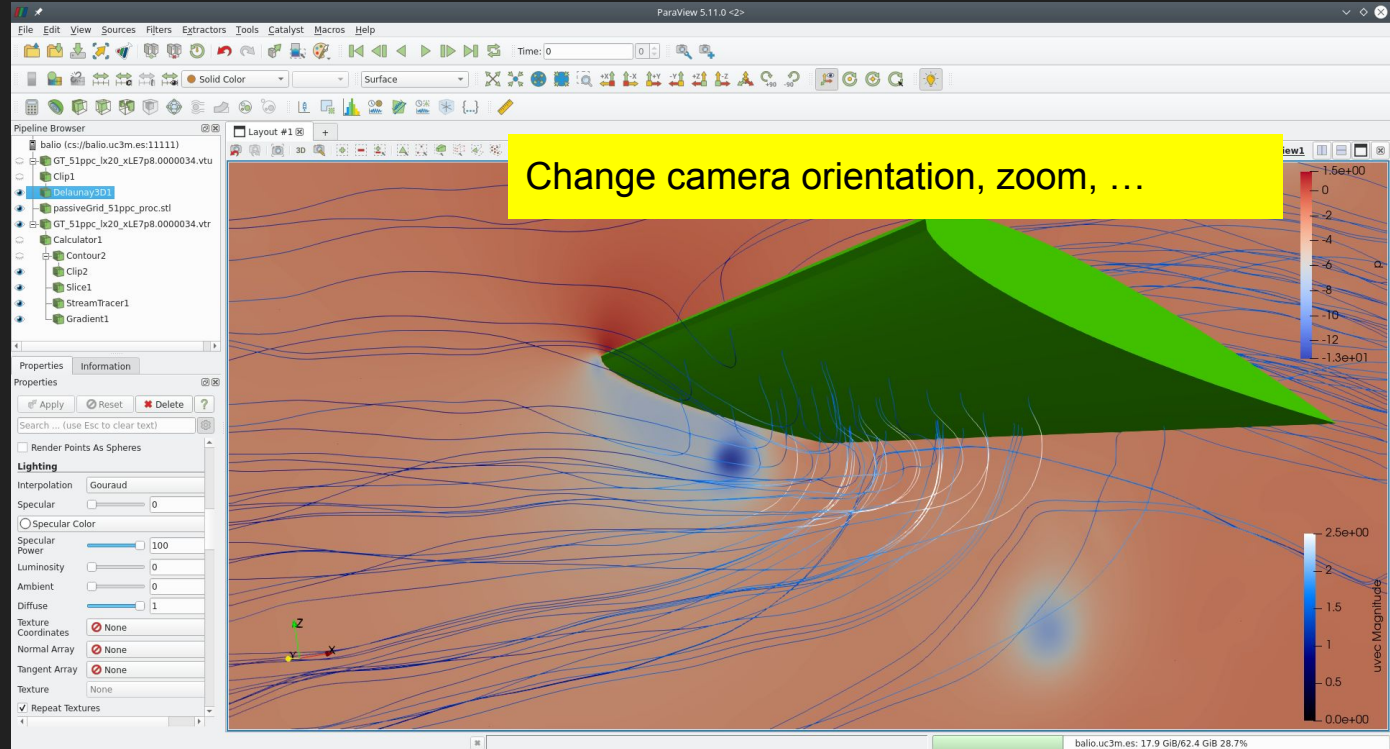 ParaView 5.11.0 <2>
File Edit View Sources Filters Extractors Tools Catalyst Macros Help
Time: 0 0
Solid Color Surface +X -X +Y -Y +Z -Z +90 -90
Pipeline Browser
Layout #1 +
3D
ew1
balio (cs://balio.uc3m.es:11111)
GT_51ppc_lx20_xLE7p8.0000034.vtu
Clip1
Delaunay3D1
passiveGrid_51ppc_proc.stl
GT_51ppc_lx20_xLE7p8.0000034.vtr
Calculator1
Contour2
Clip2
Slice1
StreamTracer1
Gradient1
Change camera orientation, zoom, …
1.5e+00
0
-2
-4
-6
-8
-10
-12
-1.3e+01
p
Properties Information
Properties
Apply Reset Delete ?
Search ... (use Esc to clear text)
Render Points As Spheres
Lighting
Interpolation Gouraud
Specular 0
Specular Color
Specular Power 100
Luminosity 0
Ambient 0
Diffuse 1
Texture Coordinates None
Normal Array None
Tangent Array None
Texture None
Repeat Textures
Z
Y X
2.5e+00
2
1.5
1
0.5
0.0e+00
uvec Magnitude
balio.uc3m.es: 17.9 GiB/62.4 GiB 28.7%